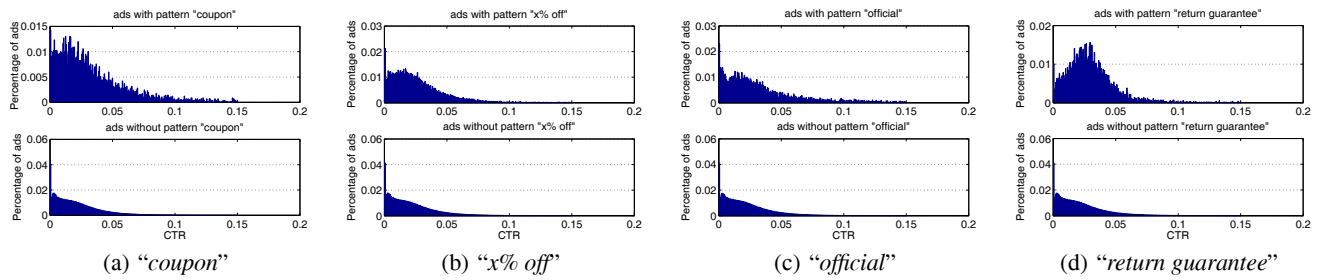 ads with pattern "coupon"
Percentage of ads
0.015
0.01
0.005
0
0 0.05 0.1 0.15 0.2
ads without pattern "coupon"
Percentage of ads
0.06
0.04
0.02
0
0 0.05 0.1 0.15 0.2
CTR
(a) “coupon”
ads with pattern "x% off"
Percentage of ads
0.03
0.02
0.01
0
0 0.05 0.1 0.15 0.2
ads without pattern "x% off"
Percentage of ads
0.06
0.04
0.02
0
0 0.05 0.1 0.15 0.2
CTR
(b) “x% off”
ads with pattern "official"
Percentage of ads
0.03
0.02
0.01
0
0 0.05 0.1 0.15 0.2
ads without pattern "official"
Percentage of ads
0.06
0.04
0.02
0
0 0.05 0.1 0.15 0.2
CTR
(c) “official”
ads with pattern "return guarantee"
Percentage of ads
0.02
0.01
0
0 0.05 0.1 0.15 0.2
ads without pattern "return guarantee"
Percentage of ads
0.06
0.04
0.02
0
0 0.05 0.1 0.15 0.2
CTR
(d) “return guarantee”